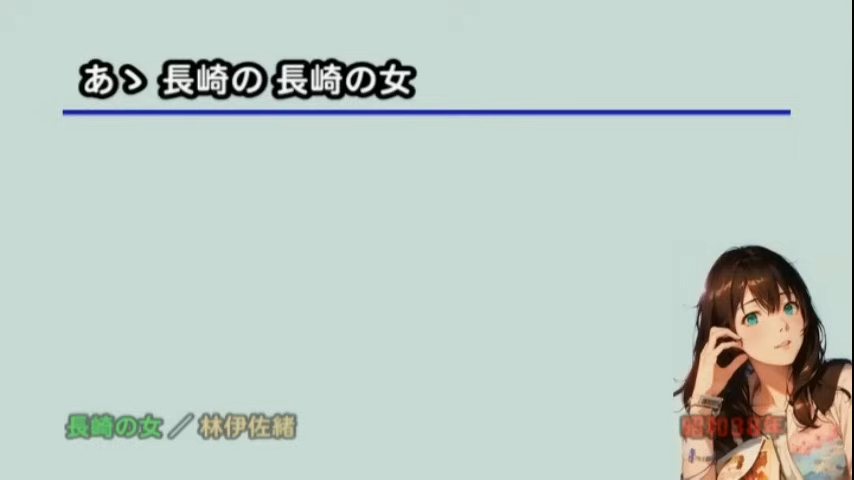 あゝ 長崎の 長崎の女
長崎の女 ／ 林伊佐緒
昭和38年